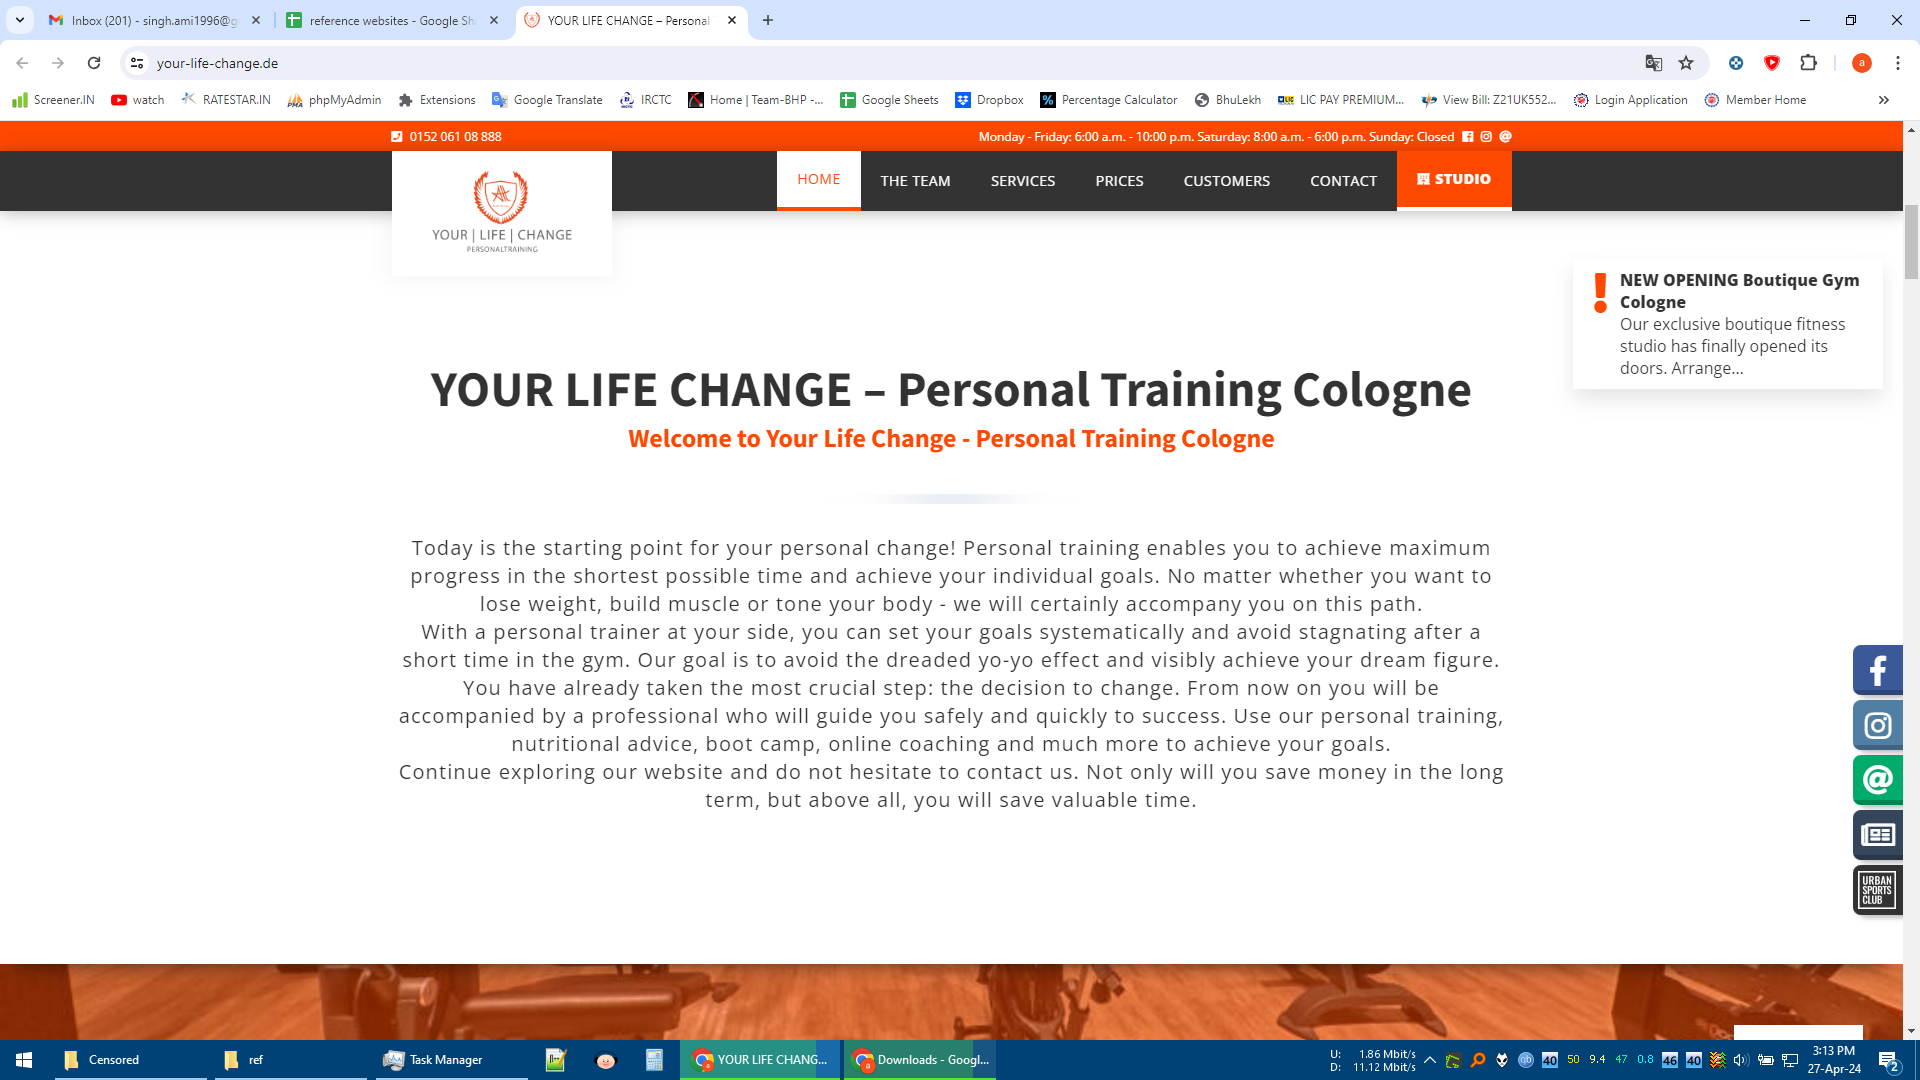 Inbox (201) - singh.ami1996@g
reference websites - Google Sh
YOUR LIFE CHANGE – Personal
your-life-change.de
a
Screener.IN
watch
RATESTAR.IN
phpMyAdmin
Extensions
Google Translate
IRCTC
Home | Team-BHP -...
Google Sheets
Dropbox
Percentage Calculator
BhuLekh
LIC PAY PREMIUM...
View Bill: Z21UK552...
Login Application
Member Home
0152 061 08 888
Monday - Friday: 6:00 a.m. - 10:00 p.m. Saturday: 8:00 a.m. - 6:00 p.m. Sunday: Closed
YOUR | LIFE | CHANGE
PERSONALTRAINING
HOME
THE TEAM
SERVICES
PRICES
CUSTOMERS
CONTACT
STUDIO
NEW OPENING Boutique Gym
Cologne
Our exclusive boutique fitness
studio has finally opened its
doors. Arrange...
YOUR LIFE CHANGE – Personal Training Cologne
Welcome to Your Life Change - Personal Training Cologne
Today is the starting point for your personal change! Personal training enables you to achieve maximum
progress in the shortest possible time and achieve your individual goals. No matter whether you want to
lose weight, build muscle or tone your body - we will certainly accompany you on this path.
With a personal trainer at your side, you can set your goals systematically and avoid stagnating after a
short time in the gym. Our goal is to avoid the dreaded yo-yo effect and visibly achieve your dream figure.
You have already taken the most crucial step: the decision to change. From now on you will be
accompanied by a professional who will guide you safely and quickly to success. Use our personal training,
nutritional advice, boot camp, online coaching and much more to achieve your goals.
Continue exploring our website and do not hesitate to contact us. Not only will you save money in the long
term, but above all, you will save valuable time.
URBAN
SPORTS
CLUB
Censored
ref
Task Manager
YOUR LIFE CHANG...
Downloads - Googl...
U: 1.86 Mbit/s
D: 11.12 Mbit/s
40
50
9.4
47
0.8
46
40
3:13 PM
27-Apr-24
2